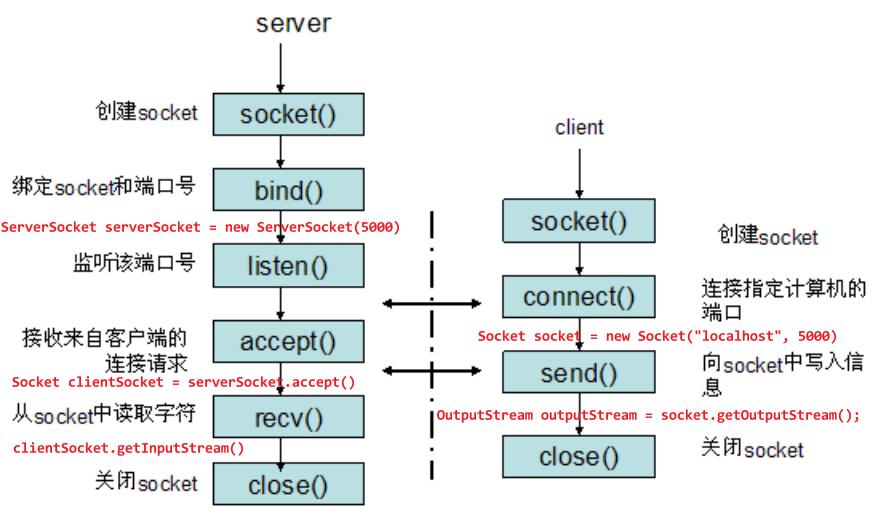 server
创建socket
socket()
绑定socket和端口号
bind()
ServerSocket serverSocket = new ServerSocket(5000)
监听该端口号
listen()
接收来自客户端的
连接请求
accept()
Socket clientSocket = serverSocket.accept()
从socket中读取字符
recv()
clientSocket.getInputStream()
关闭socket
close()
client
socket()
创建socket
connect()
连接指定计算机的
端口
Socket socket = new Socket("localhost", 5000)
send()
向socket中写入信
息
OutputStream outputStream = socket.getOutputStream();
close()
关闭socket